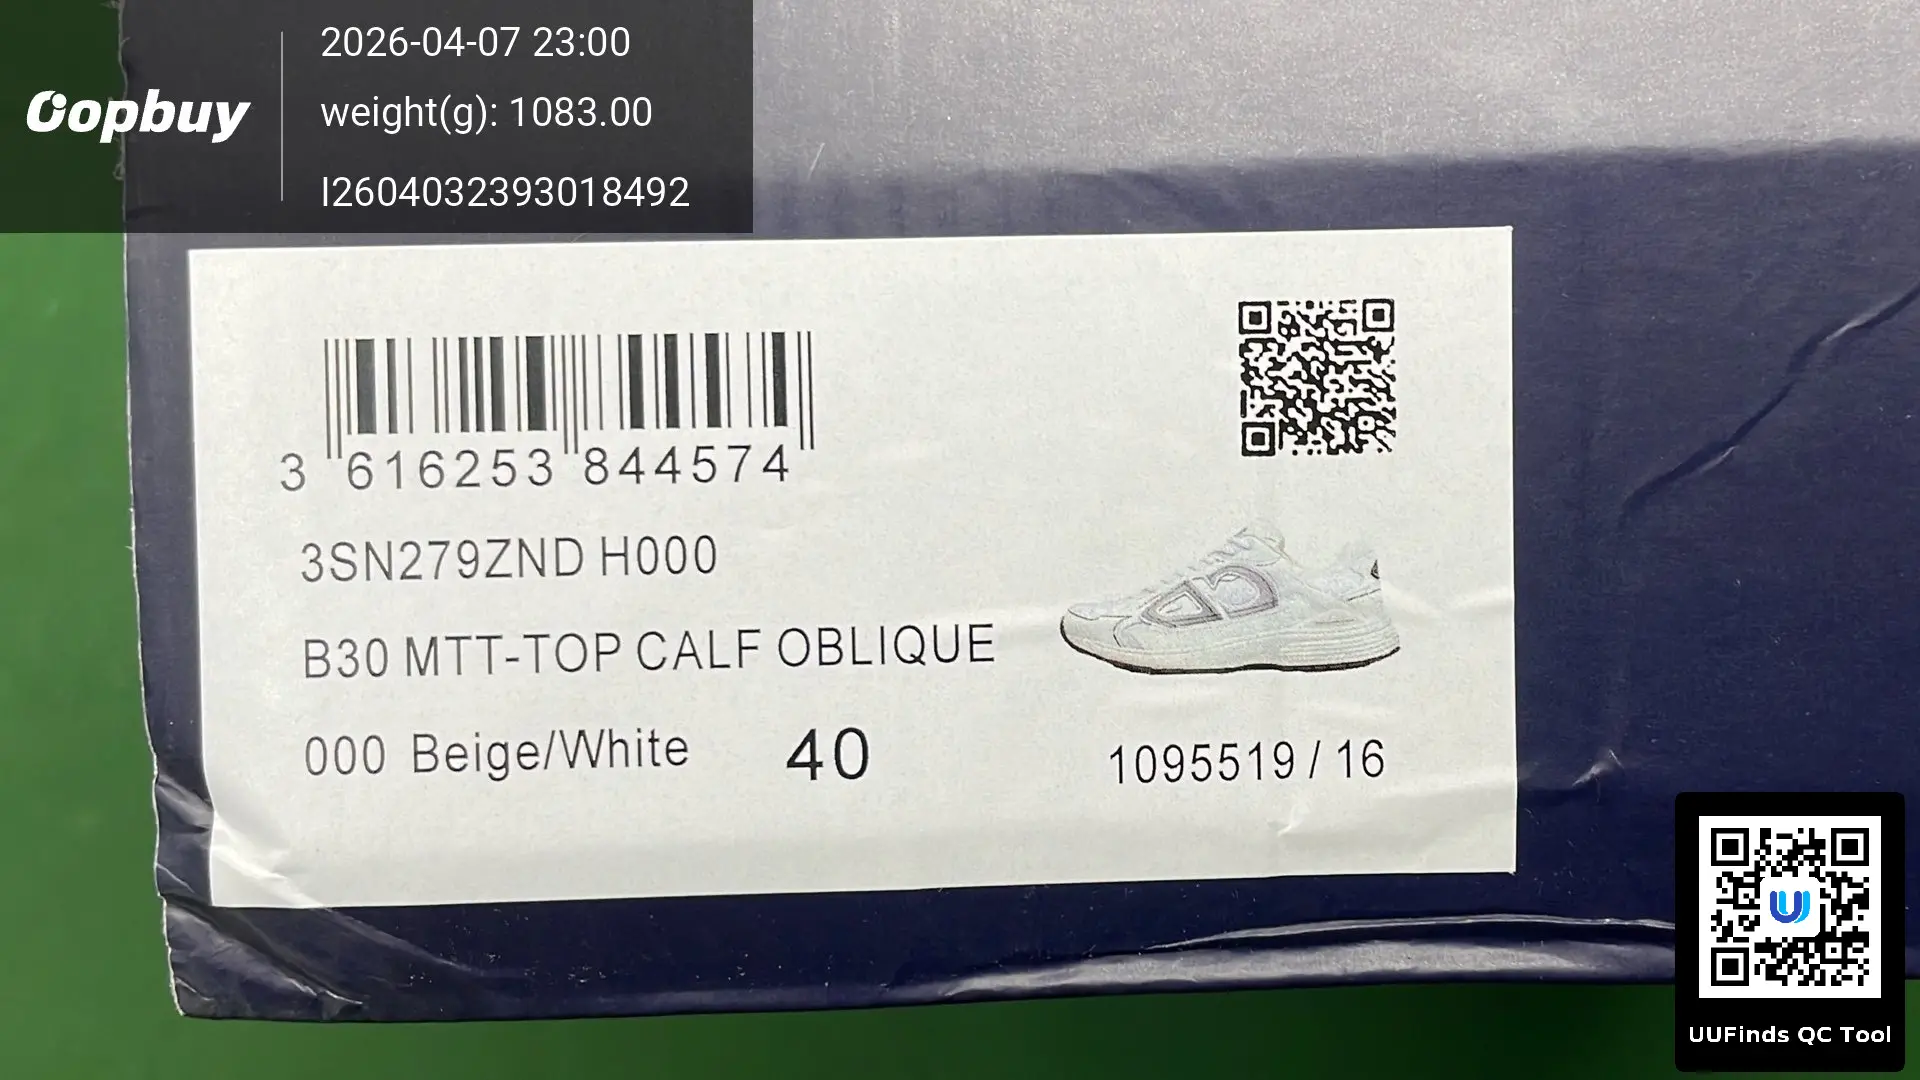 Oopbuy
2026-04-07 23:00
weight(g): 1083.00
I2604032393018492
3 616253 844574
3SN279ZND H000
B30 MTT-TOP CALF OBLIQUE
000 Beige/White 40
1095519 / 16
UUFinds QC Tool